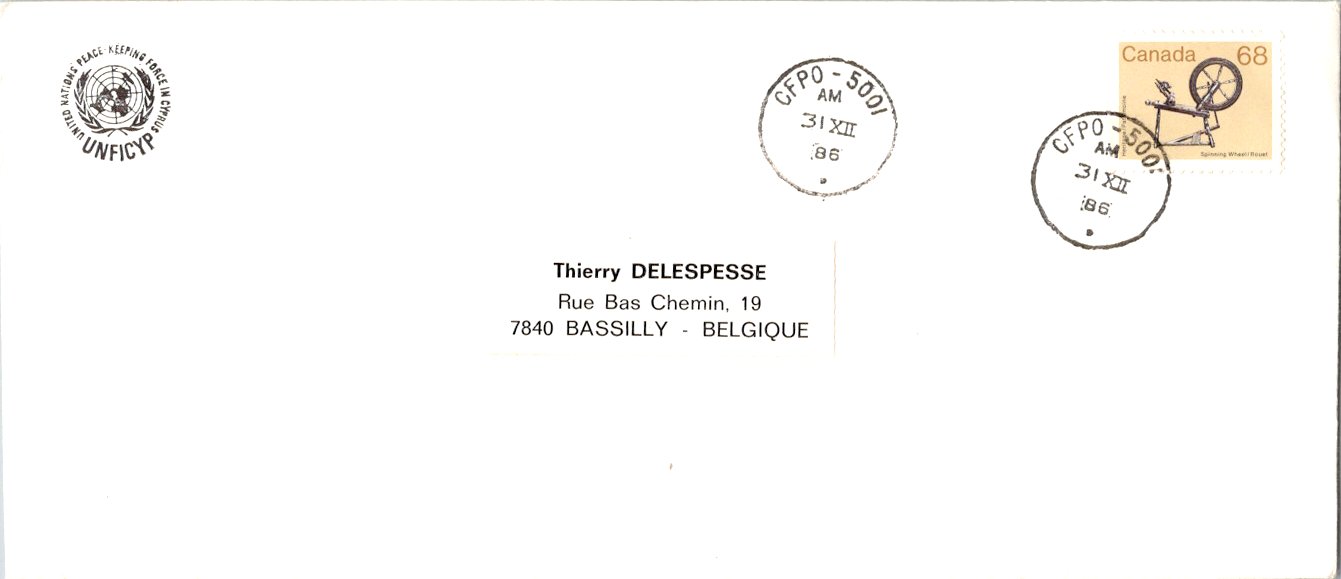 UNITED NATIONS PEACE-KEEPING FORCE IN CYPRUS
UNFICYP
CFPO - 5001
AM
31 XII
86
Canada 68
Spinning Wheel/Rouet
CFPO - 5001
AM
31 XII
86
Thierry DELESPESSE
Rue Bas Chemin, 19
7840 BASSILLY - BELGIQUE